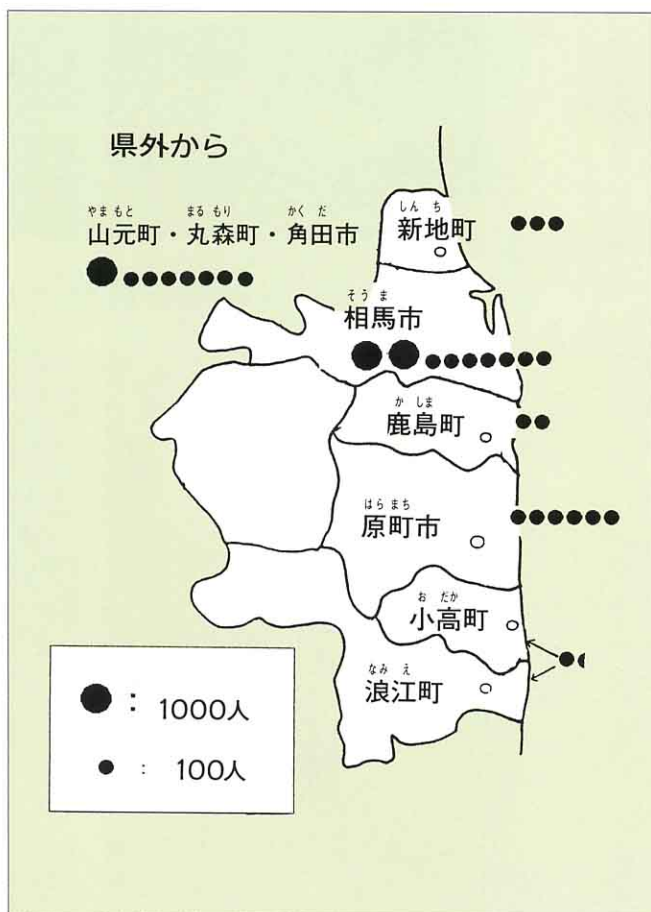 県外から
やまもと まるもり かくだ
山元町・丸森町・角田市
しんち
新地町
そうま
相馬市
かしま
鹿島町
はらまち
原町市
おだか
小高町
なみえ
浪江町
： 1000人
： 100人